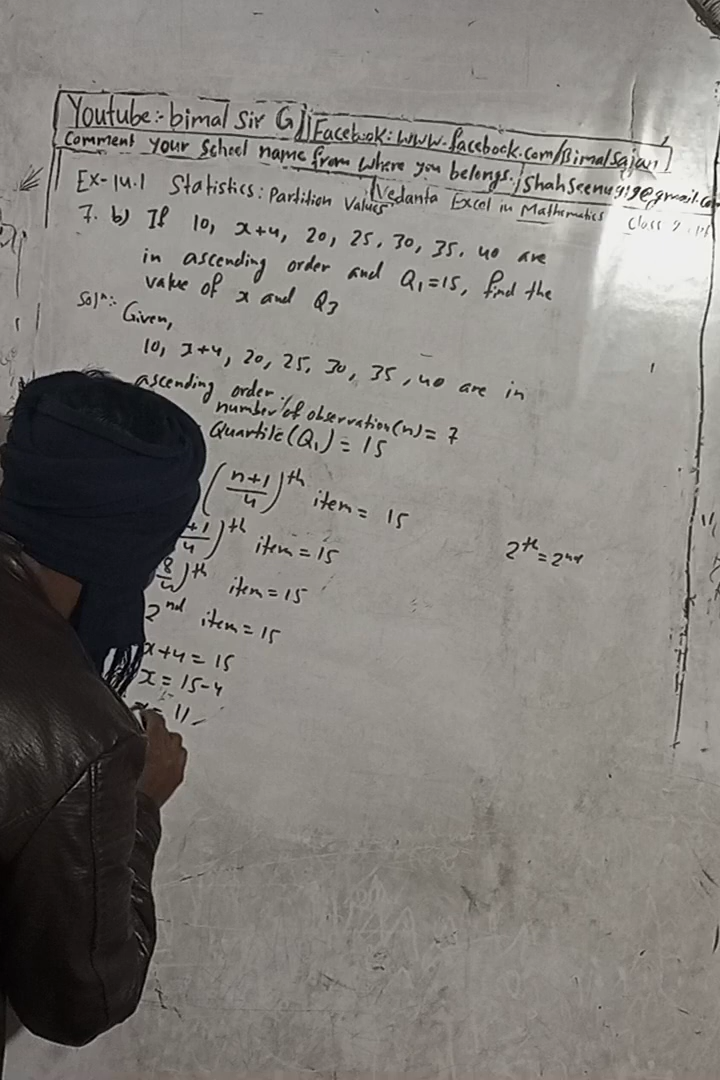 Youtube:- bimal Sir G
Facebook: www.facebook.com/BimalSajan
Comment your School name from where you belongs.
Ex-14.1 Statistics: Partition Values
Vedanta Excel in Mathematics
7. b) If 10, x+4, 20, 25, 30, 35, 40 are
in ascending order and Q₁=15, find the
value of x and Q₃
Solⁿ: Given,
10, x+4, 20, 25, 30, 35, 40 are in
ascending order.
number of observation(n) = 7
Quartile(Q₁) = 15
(n+1/4)th item = 15
+1/4)th item = 15
8/4)th item = 15
2nd item = 15
2th = 2nd
x+4 = 15
x = 15-4
x = 11